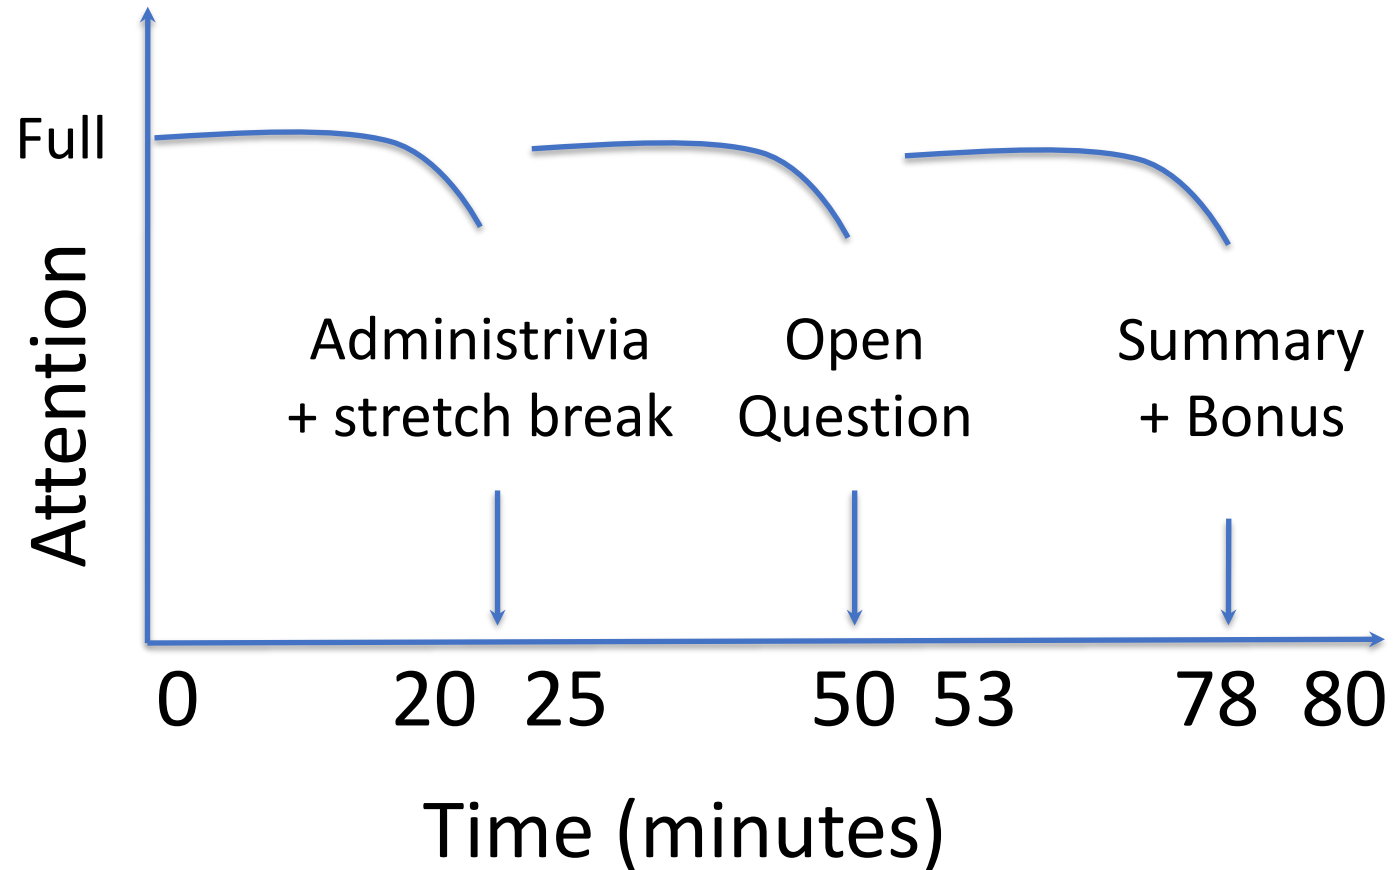 Full
Attention
Administrivia
+ stretch break
Open
Question
Summary
+ Bonus
0 20 25 50 53 78 80
Time (minutes)